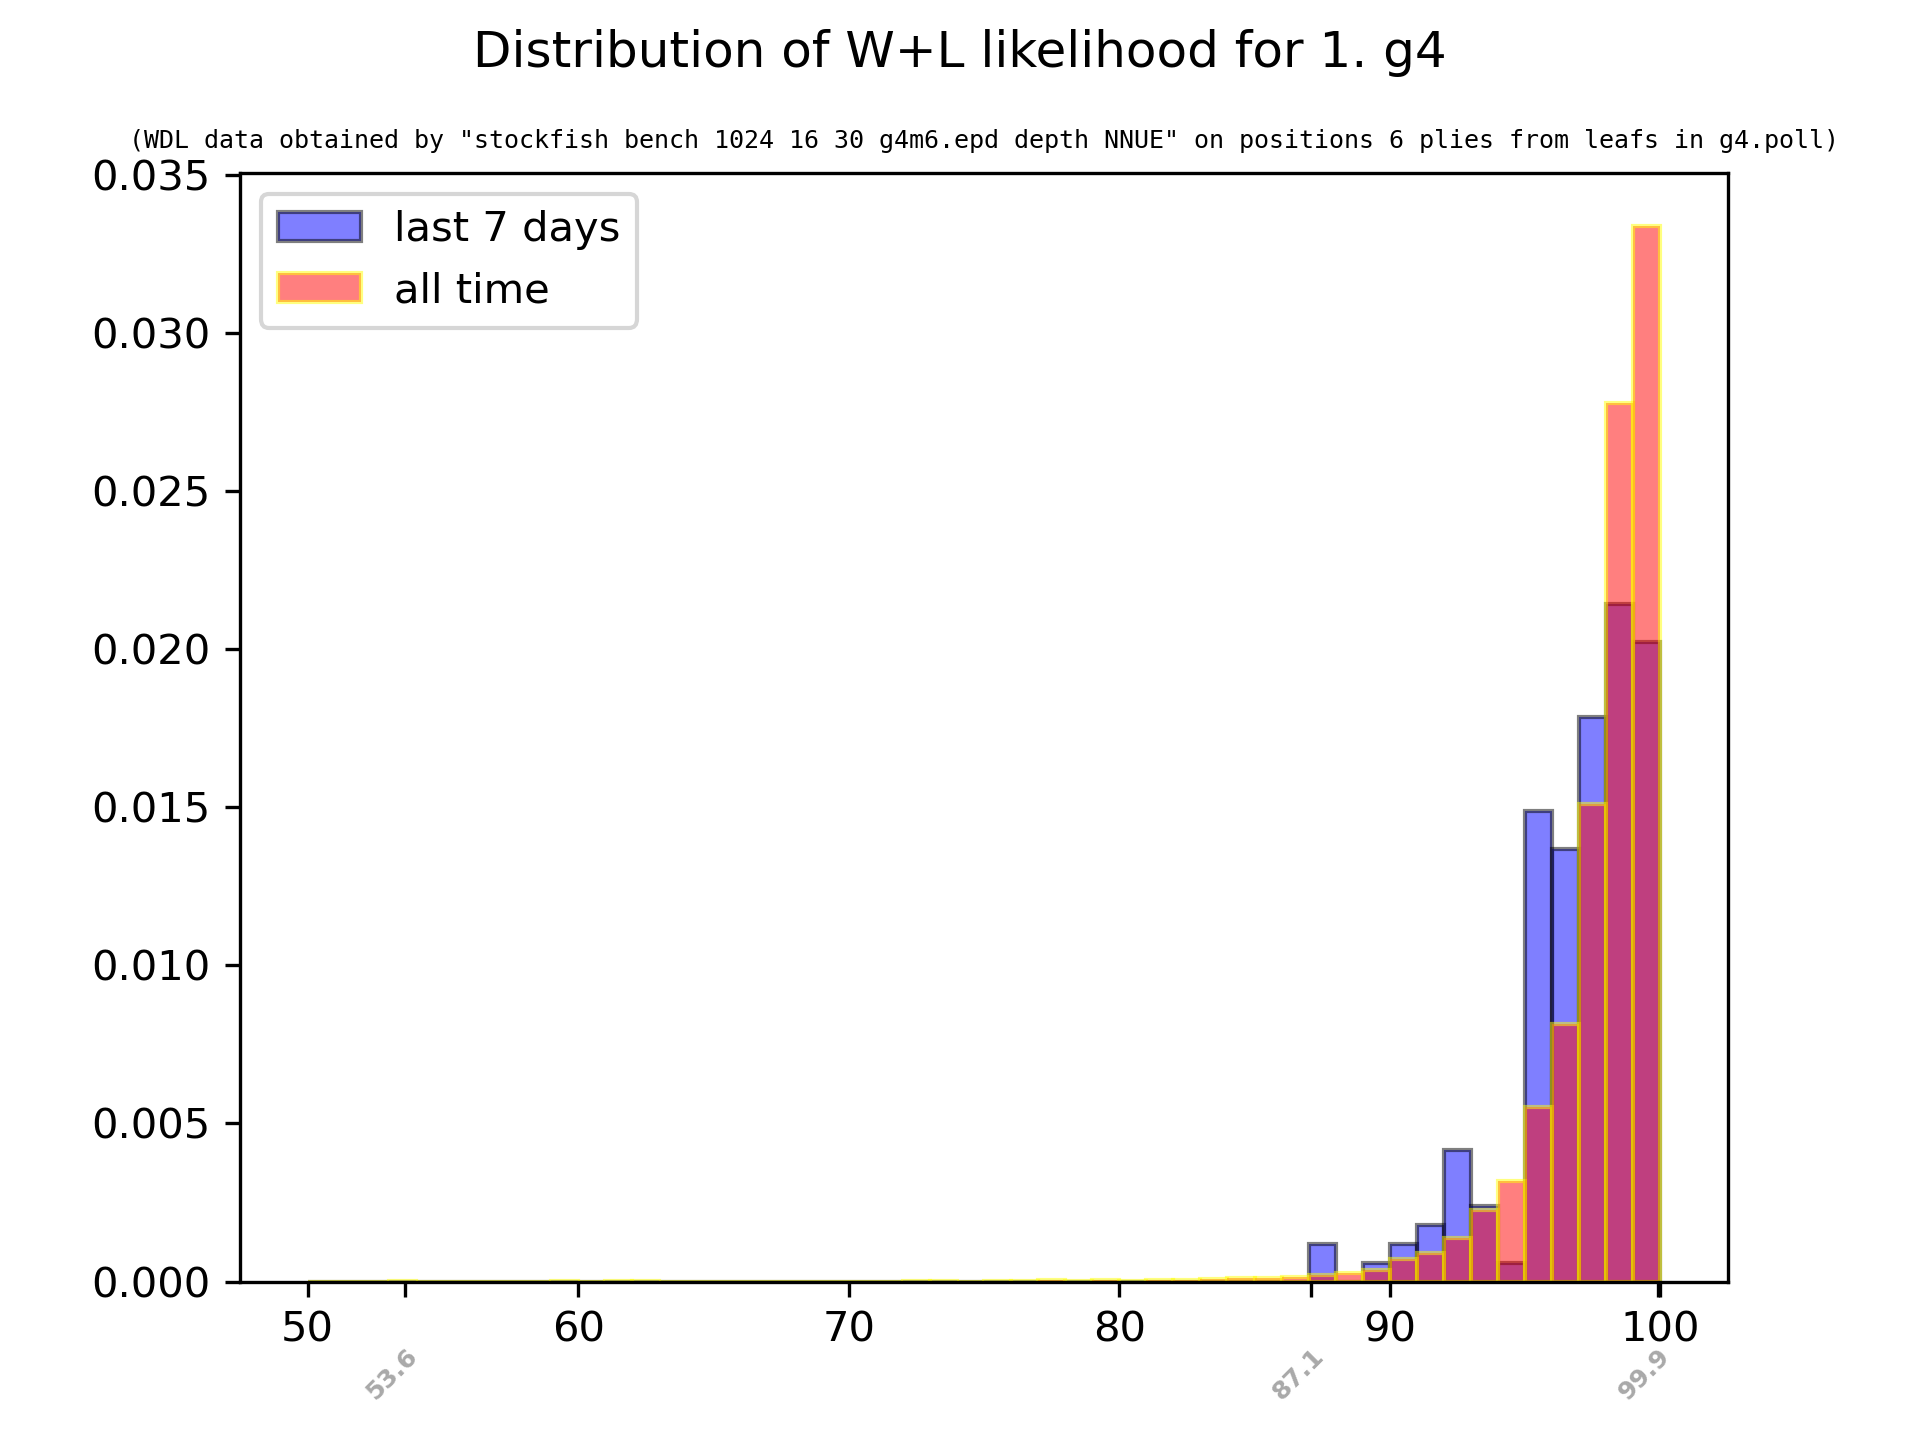 Distribution of W+L likelihood for 1. g4
(WDL data obtained by "stockfish bench 1024 16 30 g4m6.epd depth NNUE" on positions 6 plies from leafs in g4.poll)
last 7 days
all time
0.035
0.030
0.025
0.020
0.015
0.010
0.005
0.000
50 60 70 80 90 100
53.6 87.1 99.9